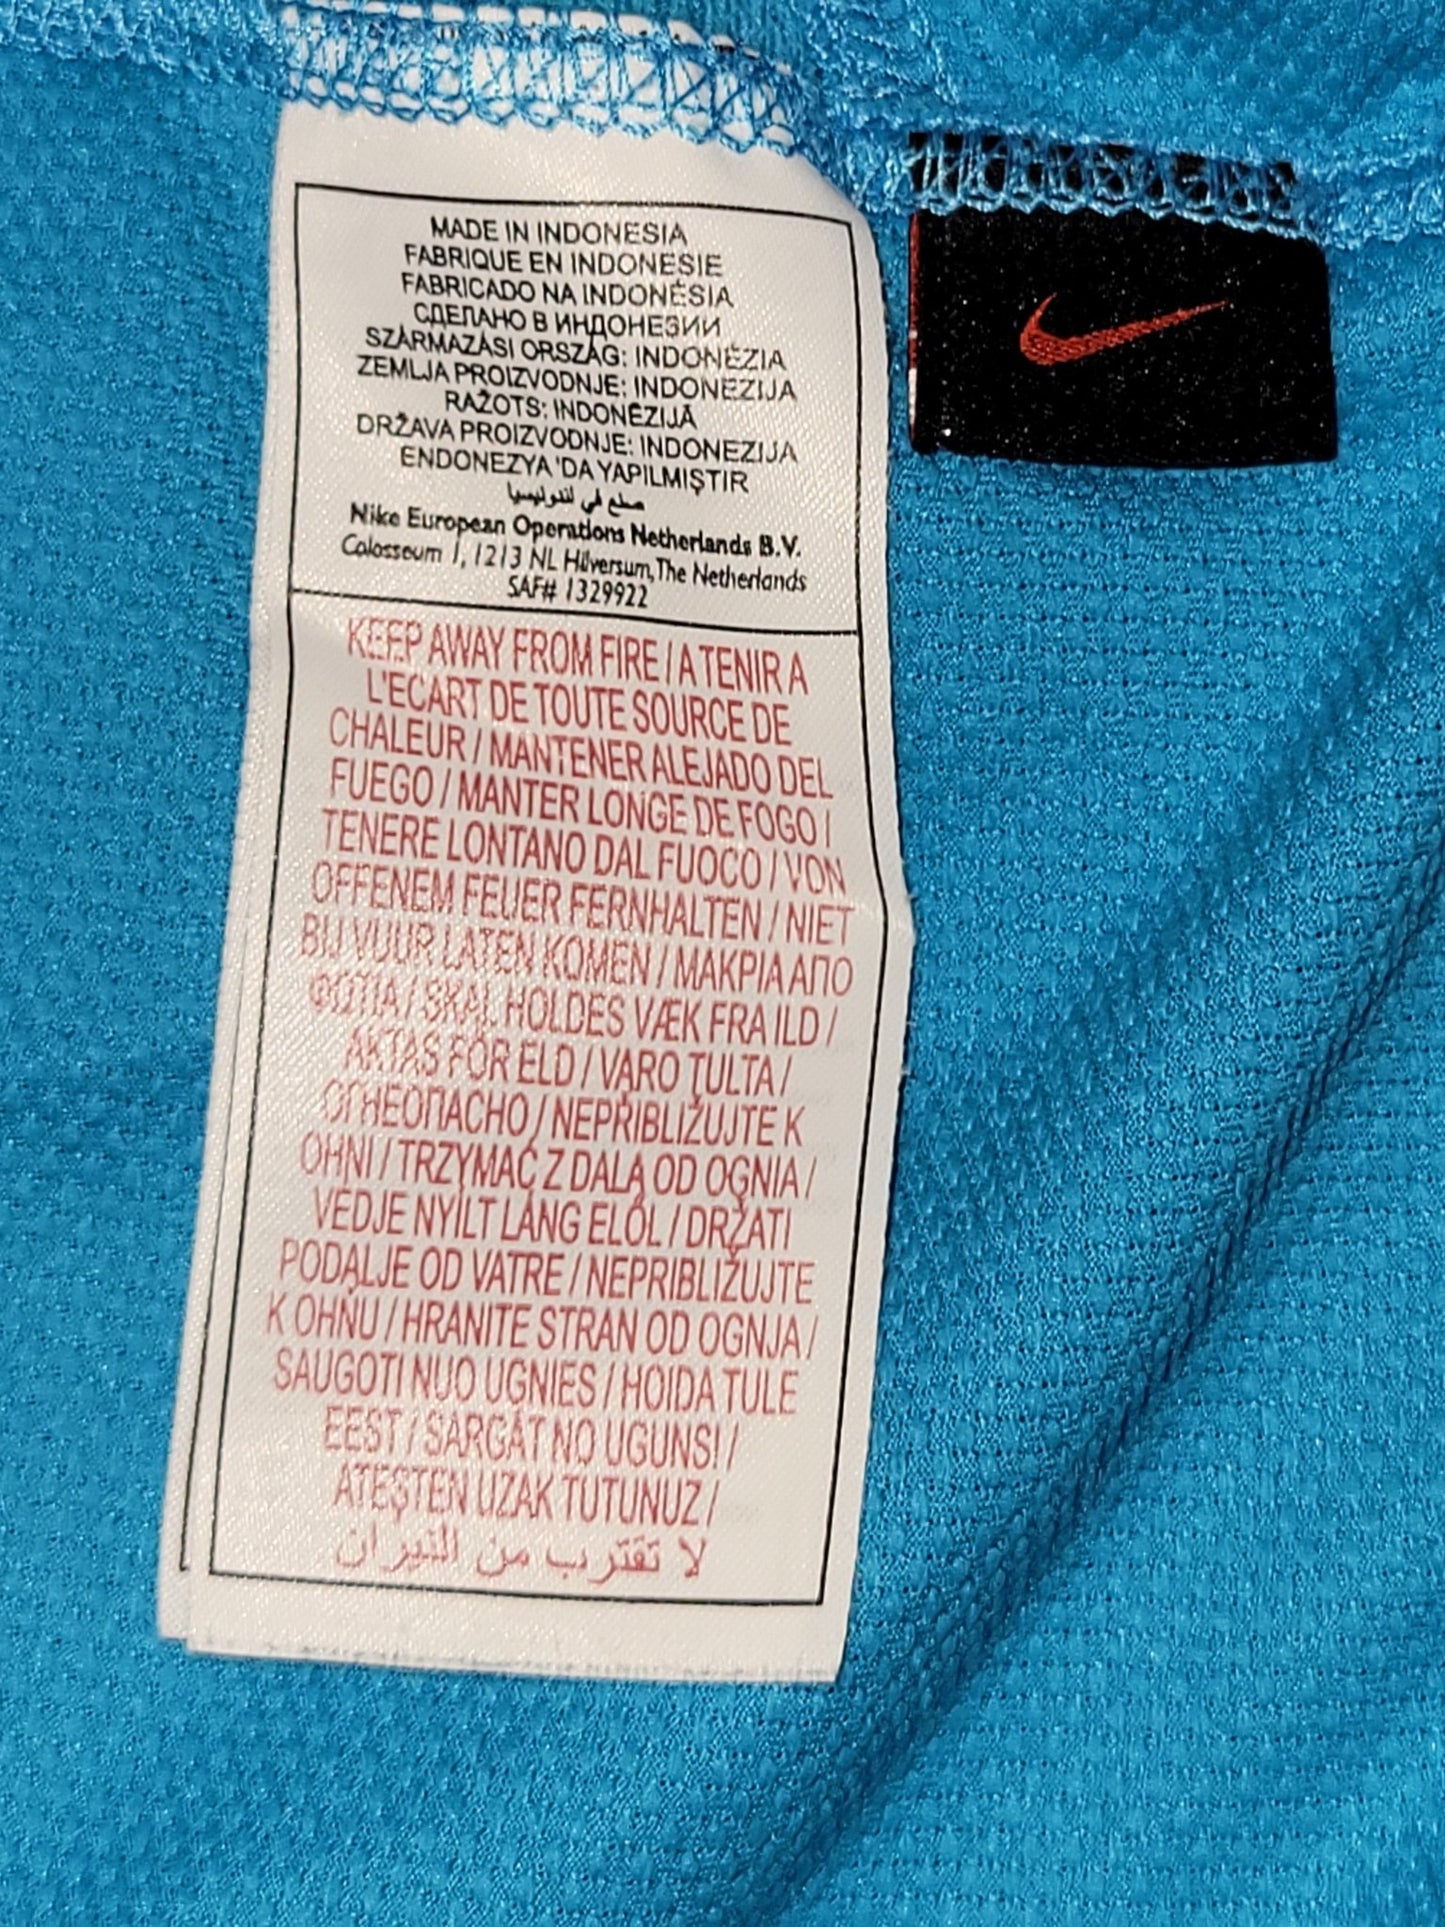 MADE IN INDONESIA
FABRIQUE EN INDONESIE
FABRICADO NA INDONÉSIA
СДЕЛАНО В ИНДОНЕЗИИ
SZÁRMAZÁSI ORSZÁG: INDONÉZIA
ZEMLJA PROIZVODNJE: INDONEZIJA
RAŽOTS: INDONĒZIJĀ
DRŽAVA PROIZVODNJE: INDONEZIJA
ENDONEZYA 'DA YAPILMIŞTIR
صنع في اندونيسيا
Nike European Operations Netherlands B.V.
Colosseum 1, 1213 NL Hilversum, The Netherlands
SAF# 1329922
KEEP AWAY FROM FIRE / A TENIR A
L'ECART DE TOUTE SOURCE DE
CHALEUR / MANTENER ALEJADO DEL
FUEGO / MANTER LONGE DE FOGO /
TENERE LONTANO DAL FUOCO / VON
OFFENEM FEUER FERNHALTEN / NIET
BIJ VUUR LATEN KOMEN / ΜΑΚΡΙΑ ΑΠΟ
ΦΩΤΙΑ / SKAL HOLDES VÆK FRA ILD /
AKTAS FÖR ELD / VARO TULTA /
ОГНЕОПАСНО / NEPŘIBLIŽUJTE K
OHNI / TRZYMAĆ Z DALA OD OGNIA /
VÉDJE NYÍLT LÁNG ELŐL / DRŽATI
PODALJE OD VATRE / NEPRIBLIŽUJTE
K OHŇU / HRANITE STRAN OD OGNJA /
SAUGOTI NUO UGNIES / HOIDA TULE
EEST / SARGĀT NO UGUNS! /
ATEŞTEN UZAK TUTUNUZ /
لا تقترب من النيران